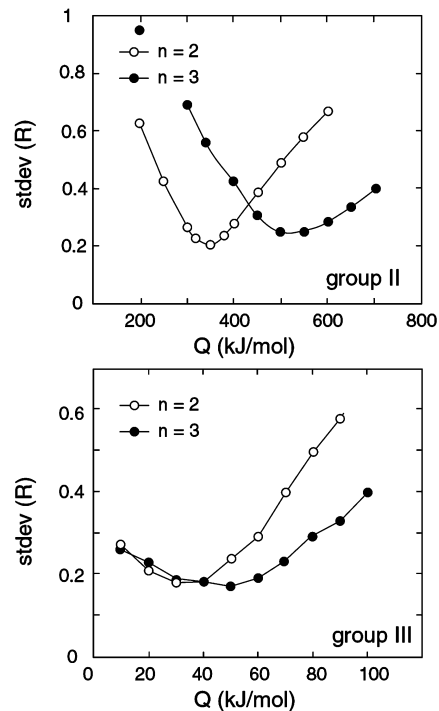 1
n = 2
0.8
n = 3
0.6
stdev (R)
0.4
0.2
group II
0
200 400 600 800
Q (kJ/mol)
0.6
n = 2
n = 3
stdev (R)
0.4
0.2
group III
0
0 20 40 60 80 100
Q (kJ/mol)